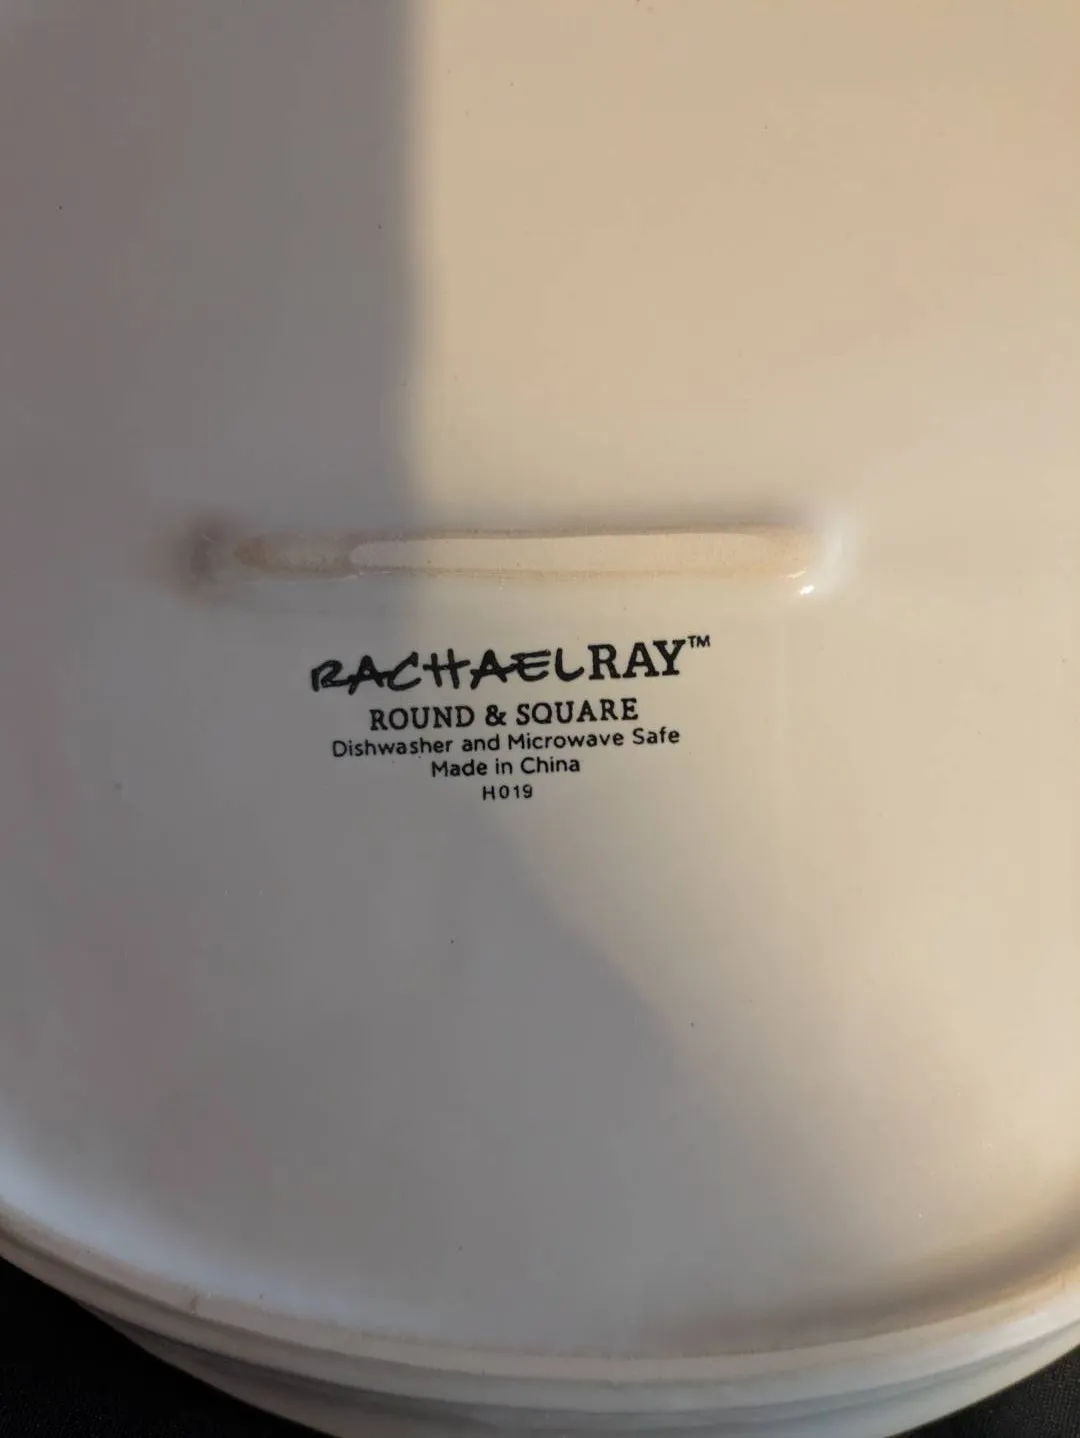 RACHAELRAY™
ROUND & SQUARE
Dishwasher and Microwave Safe
Made in China
H019